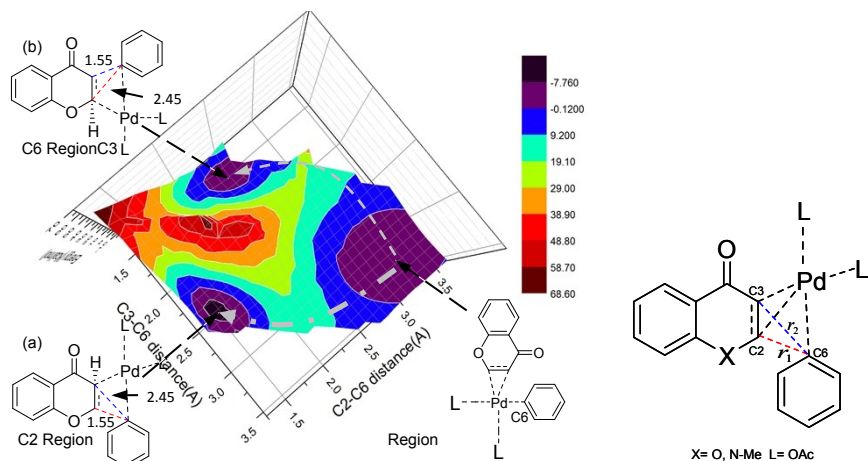 (b)
O
1.55
2.45
O
Pd
L
H
L
C6 RegionC3
-7.760
-0.1200
9.200
19.10
29.00
38.90
48.80
58.70
68.60
1.5
2.0
2.5
3.0
3.5
C3-C6 distance(A)
1.5
2.0
2.5
3.0
3.5
C2-C6 distance(A)
(a)
L
H
O
Pd
2.45
O
1.55
C2 Region
O
O
L
Pd
C6
L
Region
L
L
O
Pd
C3
r2
C2
C6
r1
X
X= O, N-Me L= OAc